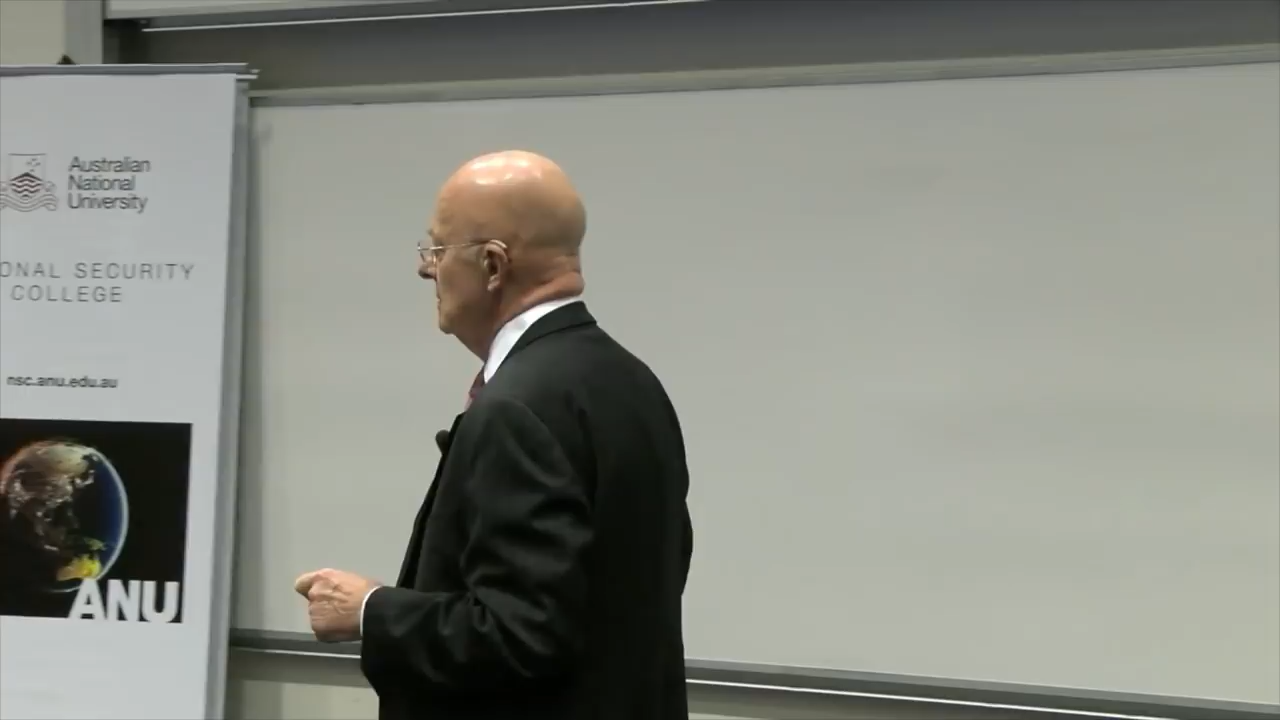 Australian
National
University
ONAL SECURITY
COLLEGE
nsc.anu.edu.au
ANU